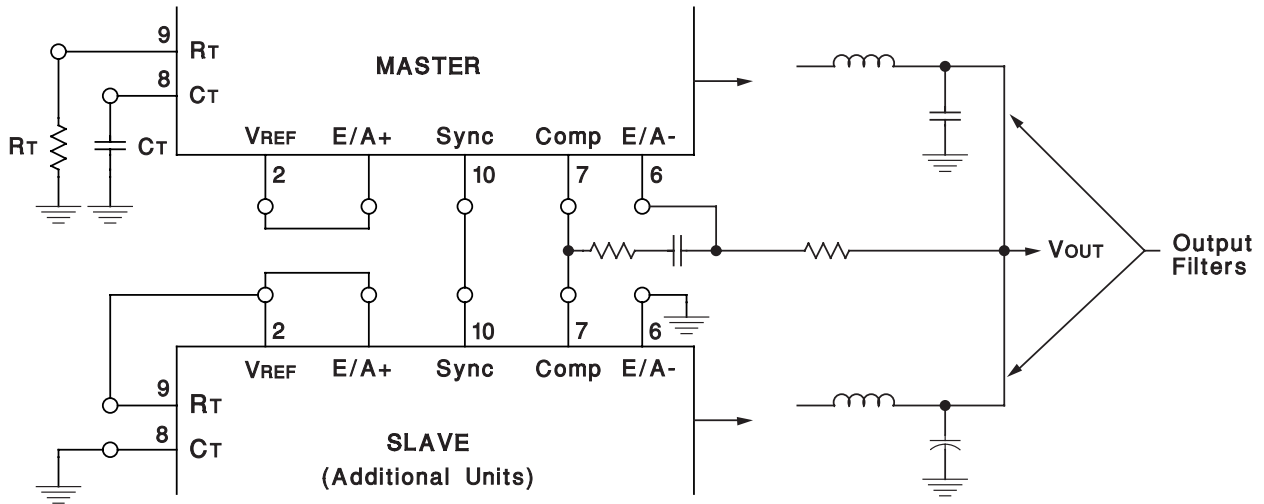 9
RT
MASTER
8
CT
RT
CT
VREF E/A+ Sync Comp E/A-
2 10 7 6
VOUT
Output
Filters
2 10 7 6
VREF E/A+ Sync Comp E/A-
9
RT
8
CT
SLAVE
(Additional Units)